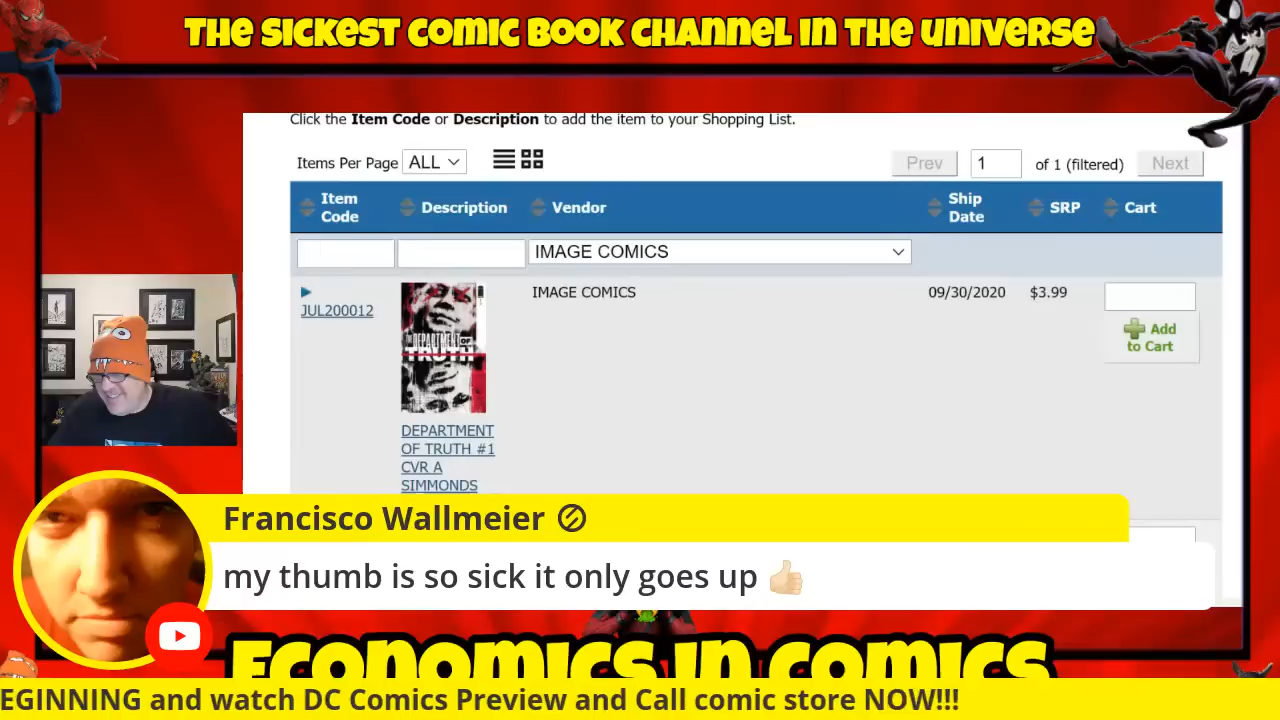 THE SICKEST COMIC BOOK CHANNEL IN THE UNIVERSE
Click the Item Code or Description to add the item to your Shopping List.
Items Per Page ALL
Prev 1 of 1 (filtered) Next
Item Code Description Vendor Ship Date SRP Cart
IMAGE COMICS
JUL200012 IMAGE COMICS 09/30/2020 $3.99
Add to Cart
THE DEPARTMENT OF TRUTH
DEPARTMENT
OF TRUTH #1
CVR A
SIMMONDS
Francisco Wallmeier
my thumb is so sick it only goes up 👍🏻
ECONOMICS IN COMICS
EGINNING and watch DC Comics Preview and Call comic store NOW!!!